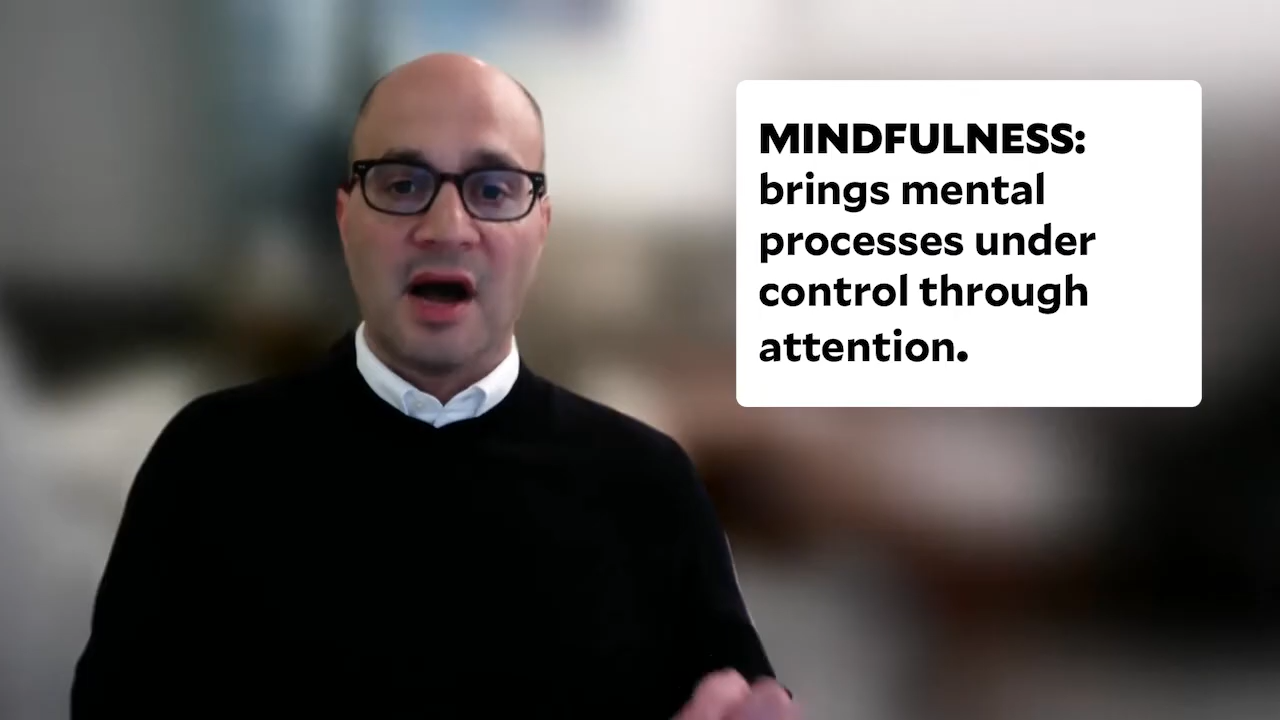 MINDFULNESS:
brings mental
processes under
control through
attention.